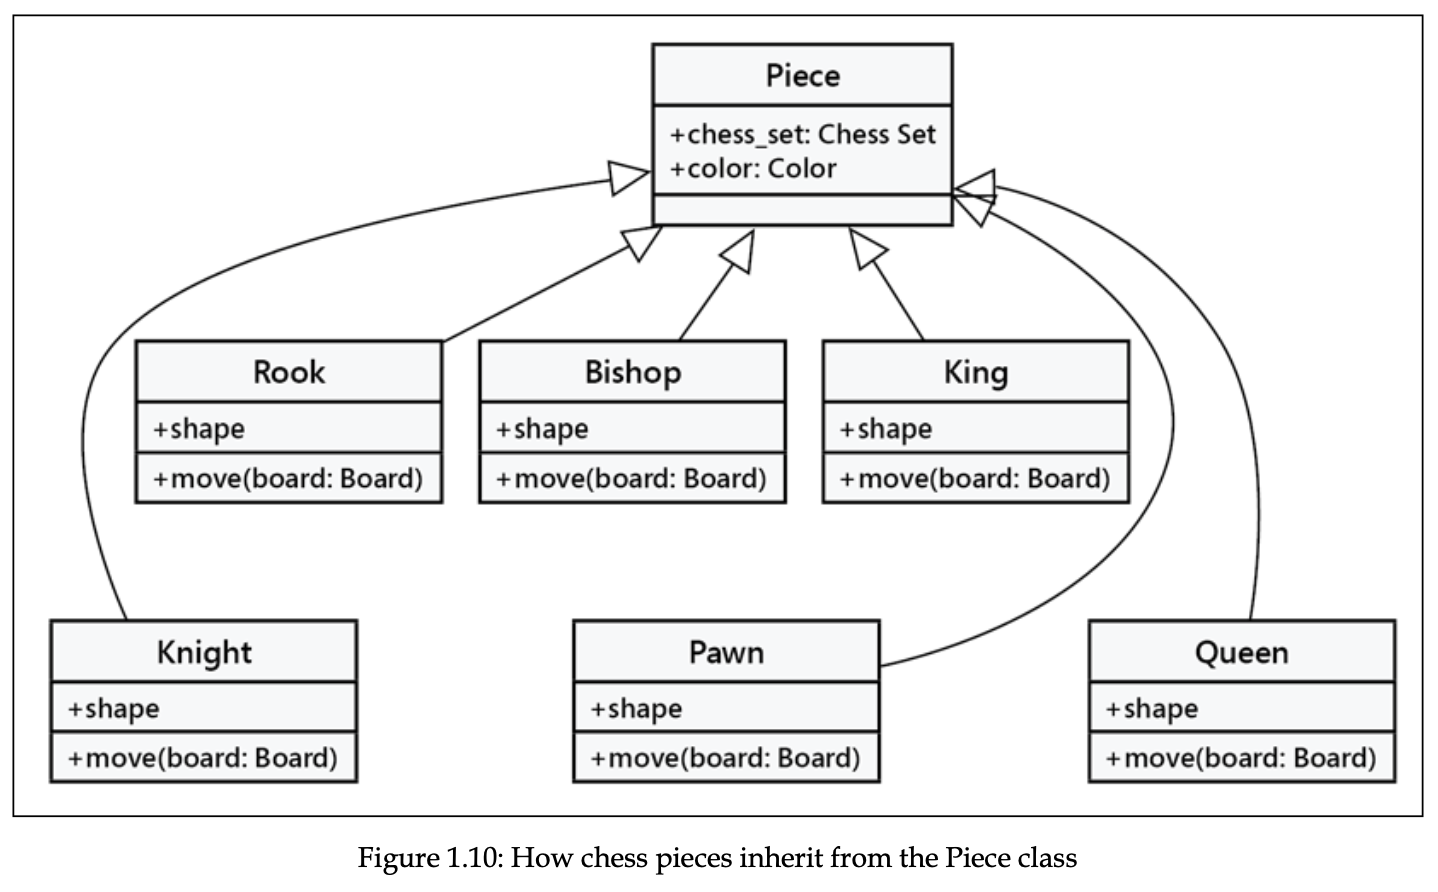 Piece
+chess_set: Chess Set
+color: Color
Rook
+shape
+move(board: Board)
Bishop
+shape
+move(board: Board)
King
+shape
+move(board: Board)
Knight
+shape
+move(board: Board)
Pawn
+shape
+move(board: Board)
Queen
+shape
+move(board: Board)
Figure 1.10: How chess pieces inherit from the Piece class